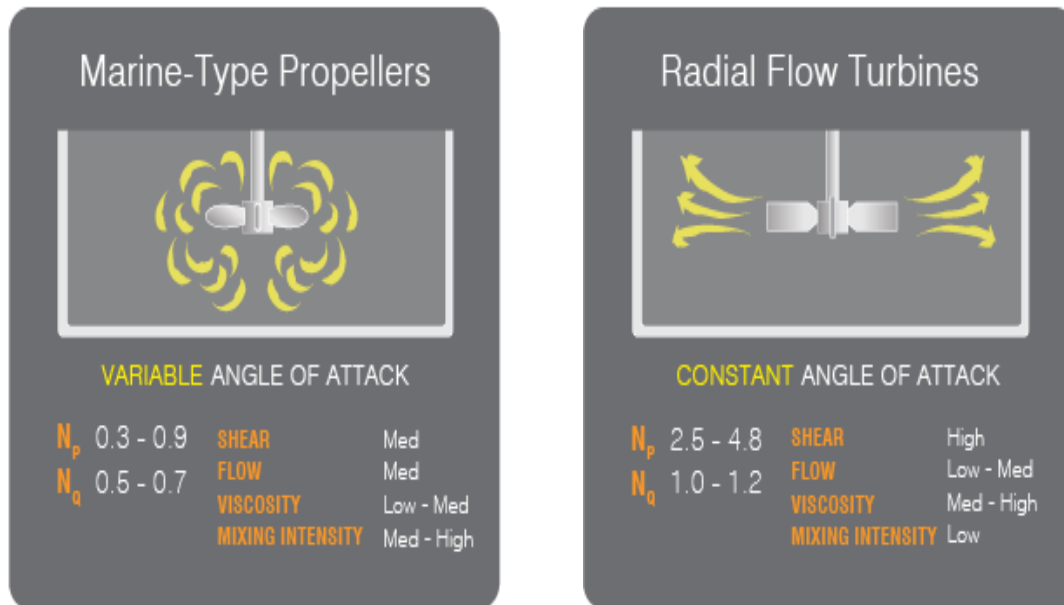 Marine-Type Propellers
VARIABLE ANGLE OF ATTACK
Np 0.3 - 0.9
NQ 0.5 - 0.7
SHEAR Med
FLOW Med
VISCOSITY Low - Med
MIXING INTENSITY Med - High
Radial Flow Turbines
CONSTANT ANGLE OF ATTACK
Np 2.5 - 4.8
NQ 1.0 - 1.2
SHEAR High
FLOW Low - Med
VISCOSITY Med - High
MIXING INTENSITY Low